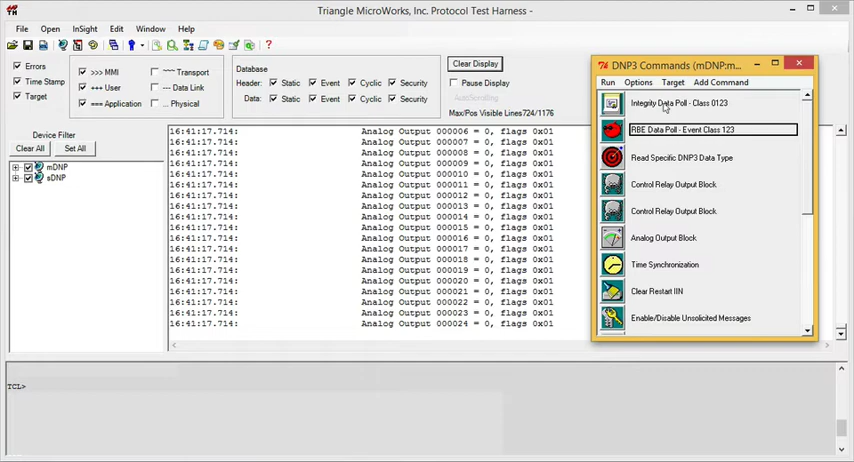 Triangle MicroWorks, Inc. Protocol Test Harness -
File Open InSight Edit Window Help
Errors
Time Stamp
Target
>>> MMI
+++ User
=== Application
~~~ Transport
--- Data Link
... Physical
Database
Header: Static Event Cyclic Security
Data: Static Event Cyclic Security
Clear Display
Pause Display
AutoScrolling
Max/Pos Visible Lines724/1176
Device Filter
Clear All Set All
mDNP
sDNP
16:41:17.714: Analog Output 000006 = 0, flags 0x01
16:41:17.714: Analog Output 000007 = 0, flags 0x01
16:41:17.714: Analog Output 000008 = 0, flags 0x01
16:41:17.714: Analog Output 000009 = 0, flags 0x01
16:41:17.714: Analog Output 000010 = 0, flags 0x01
16:41:17.714: Analog Output 000011 = 0, flags 0x01
16:41:17.714: Analog Output 000012 = 0, flags 0x01
16:41:17.714: Analog Output 000013 = 0, flags 0x01
16:41:17.714: Analog Output 000014 = 0, flags 0x01
16:41:17.714: Analog Output 000015 = 0, flags 0x01
16:41:17.714: Analog Output 000016 = 0, flags 0x01
16:41:17.714: Analog Output 000017 = 0, flags 0x01
16:41:17.714: Analog Output 000018 = 0, flags 0x01
16:41:17.714: Analog Output 000019 = 0, flags 0x01
16:41:17.714: Analog Output 000020 = 0, flags 0x01
16:41:17.714: Analog Output 000021 = 0, flags 0x01
16:41:17.714: Analog Output 000022 = 0, flags 0x01
16:41:17.714: Analog Output 000023 = 0, flags 0x01
16:41:17.714: Analog Output 000024 = 0, flags 0x01
TCL>
DNP3 Commands (mDNP:m...
Run Options Target Add Command
Integrity Data Poll - Class 0123
RBE Data Poll - Event Class 123
Read Specific DNP3 Data Type
Control Relay Output Block
Control Relay Output Block
Analog Output Block
Time Synchronization
Clear Restart IIN
Enable/Disable Unsolicited Messages